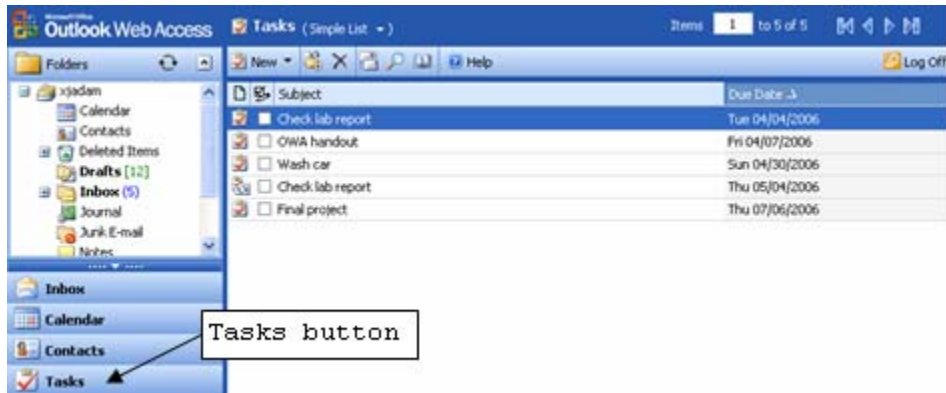 Microsoft Office
Outlook Web Access
Tasks (Simple List)
Items 1 to 5 of 5
Folders
New
Help
Log Off
xjadam
Calendar
Contacts
Deleted Items
Drafts [12]
Inbox (5)
Journal
Junk E-mail
Notes
Subject Due Date
Check lab report Tue 04/04/2006
OWA handout Fri 04/07/2006
Wash car Sun 04/30/2006
Check lab report Thu 05/04/2006
Final project Thu 07/06/2006
Inbox
Calendar
Contacts
Tasks
Tasks button